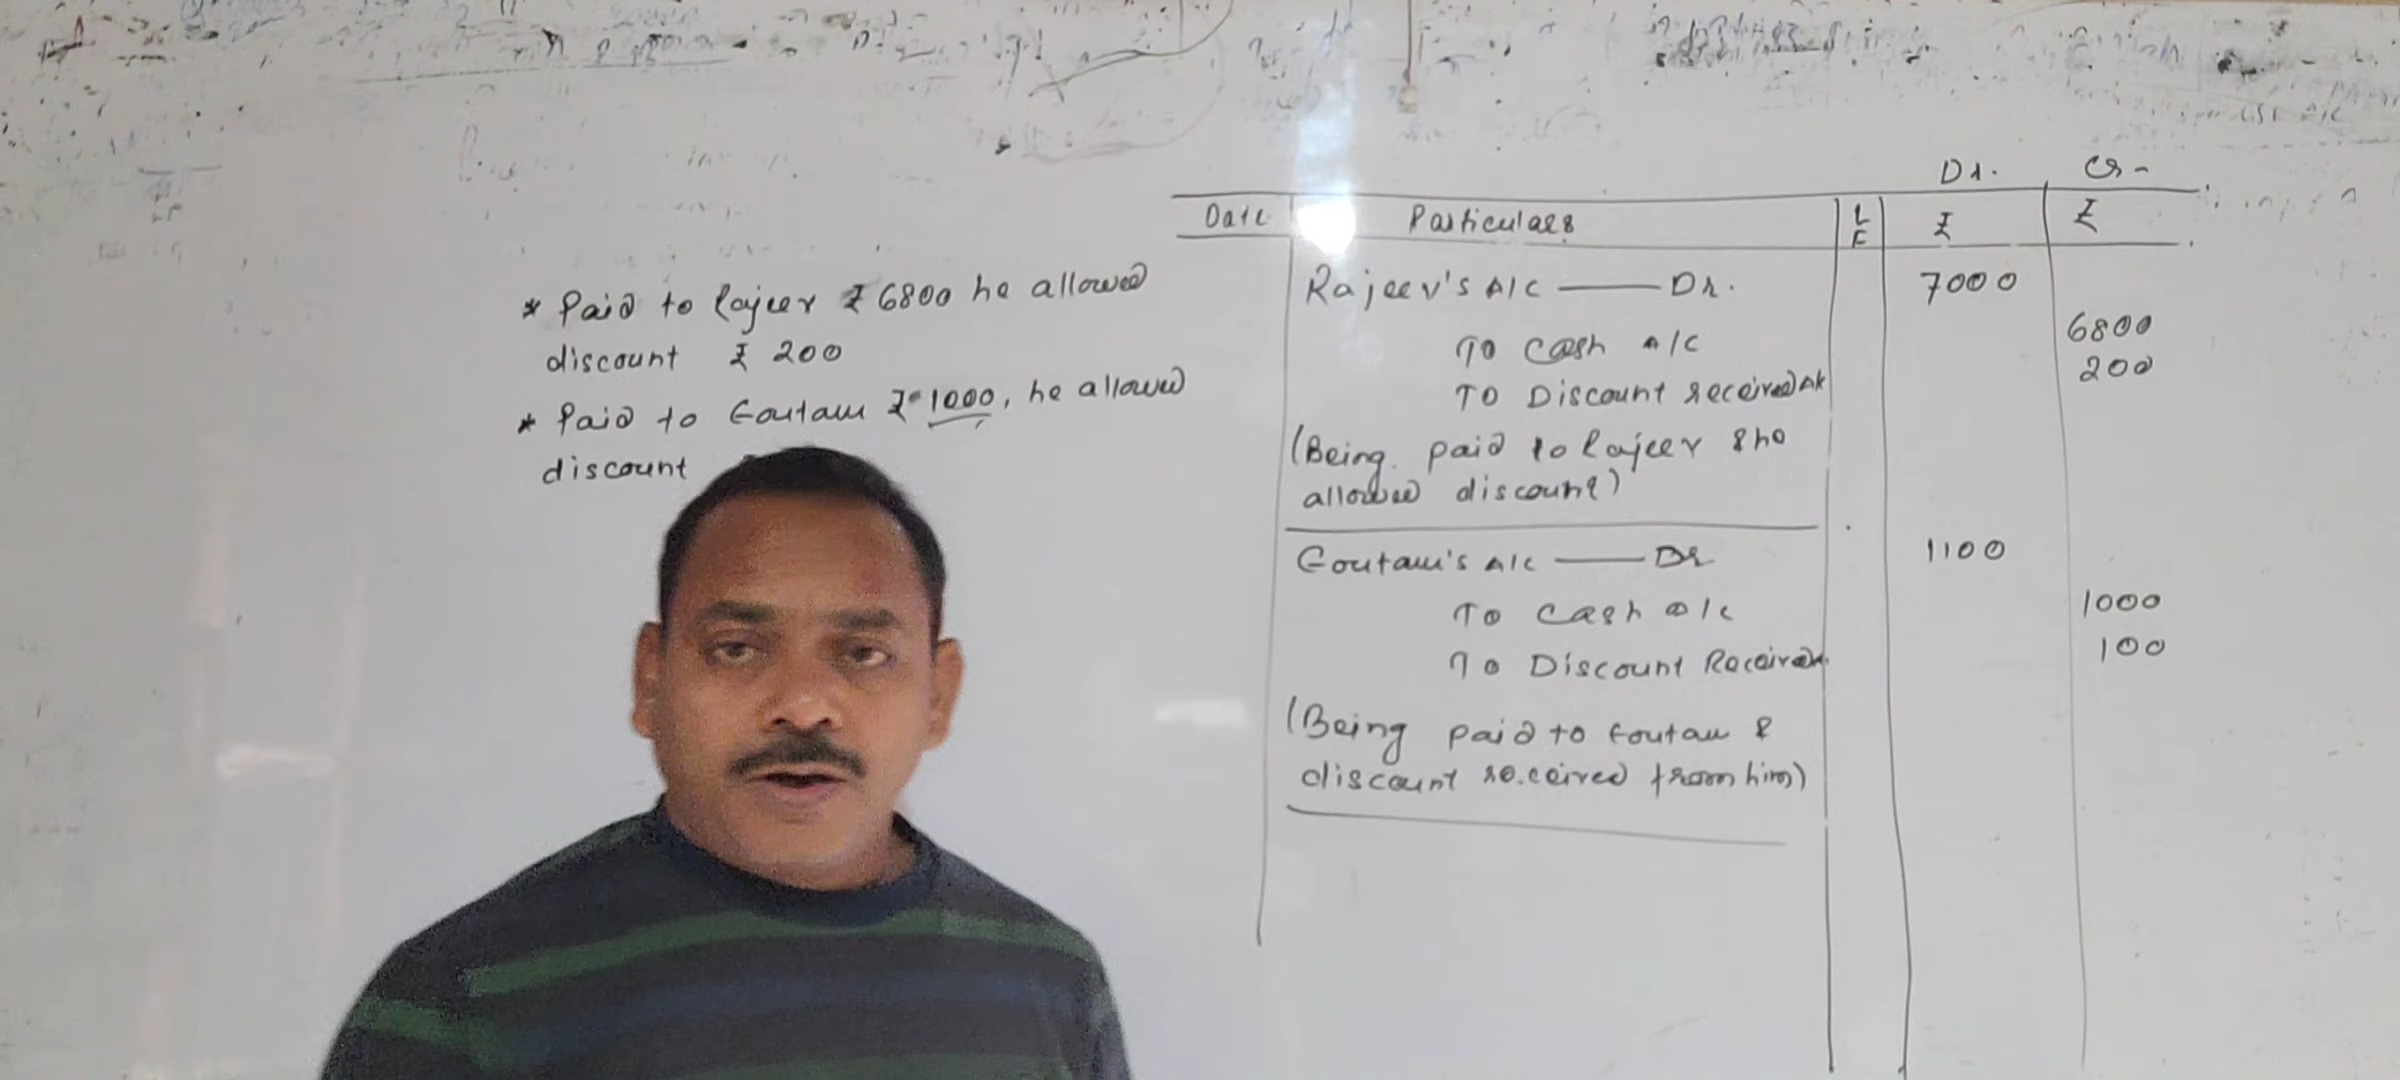 * Paid to Rajeev ₹ 6800 he allowed
discount ₹ 200
* Paid to Goutam ₹ 1000, he allowed
discount
Dr. Cr.
Date Particulars LF ₹ ₹
Rajeev's A/c —— Dr. 7000
To Cash A/c 6800
To Discount received A/c 200
(Being paid to Rajeev & he
allowed discount)
Goutam's A/c —— Dr 1100
To Cash a/c 1000
To Discount Received 100
(Being paid to Goutam &
discount received from him)